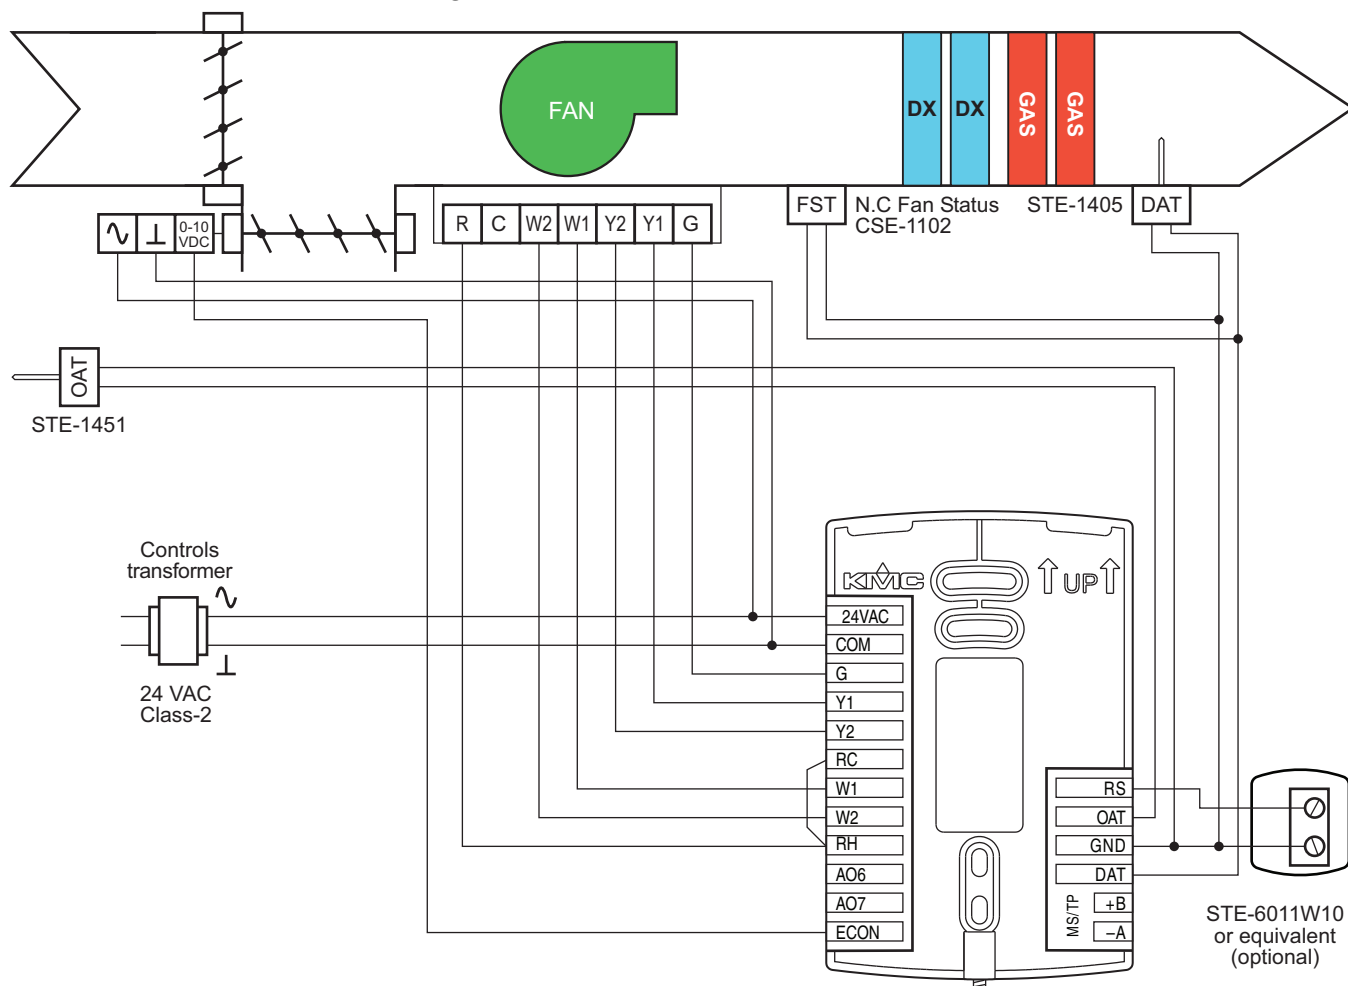 FAN
DX
DX
GAS
GAS
0-10
VDC
R
C
W2
W1
Y2
Y1
G
FST
N.C Fan Status
CSE-1102
STE-1405
DAT
OAT
STE-1451
Controls
transformer
24 VAC
Class-2
KMC
UP
24VAC
COM
G
Y1
Y2
RC
W1
W2
RH
AO6
AO7
ECON
RS
OAT
GND
DAT
MS/TP
+B
–A
STE-6011W10
or equivalent
(optional)